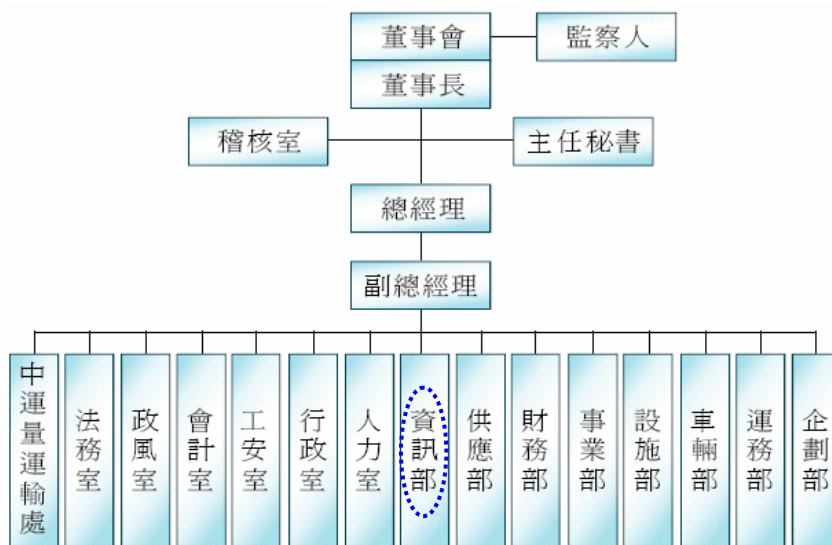 董事會
監察人
董事長
稽核室
主任秘書
總經理
副總經理
中運量運輸處
法務室
政風室
會計室
工安室
行政室
人力室
資訊部
供應部
財務部
事業部
設施部
車輛部
運務部
企劃部